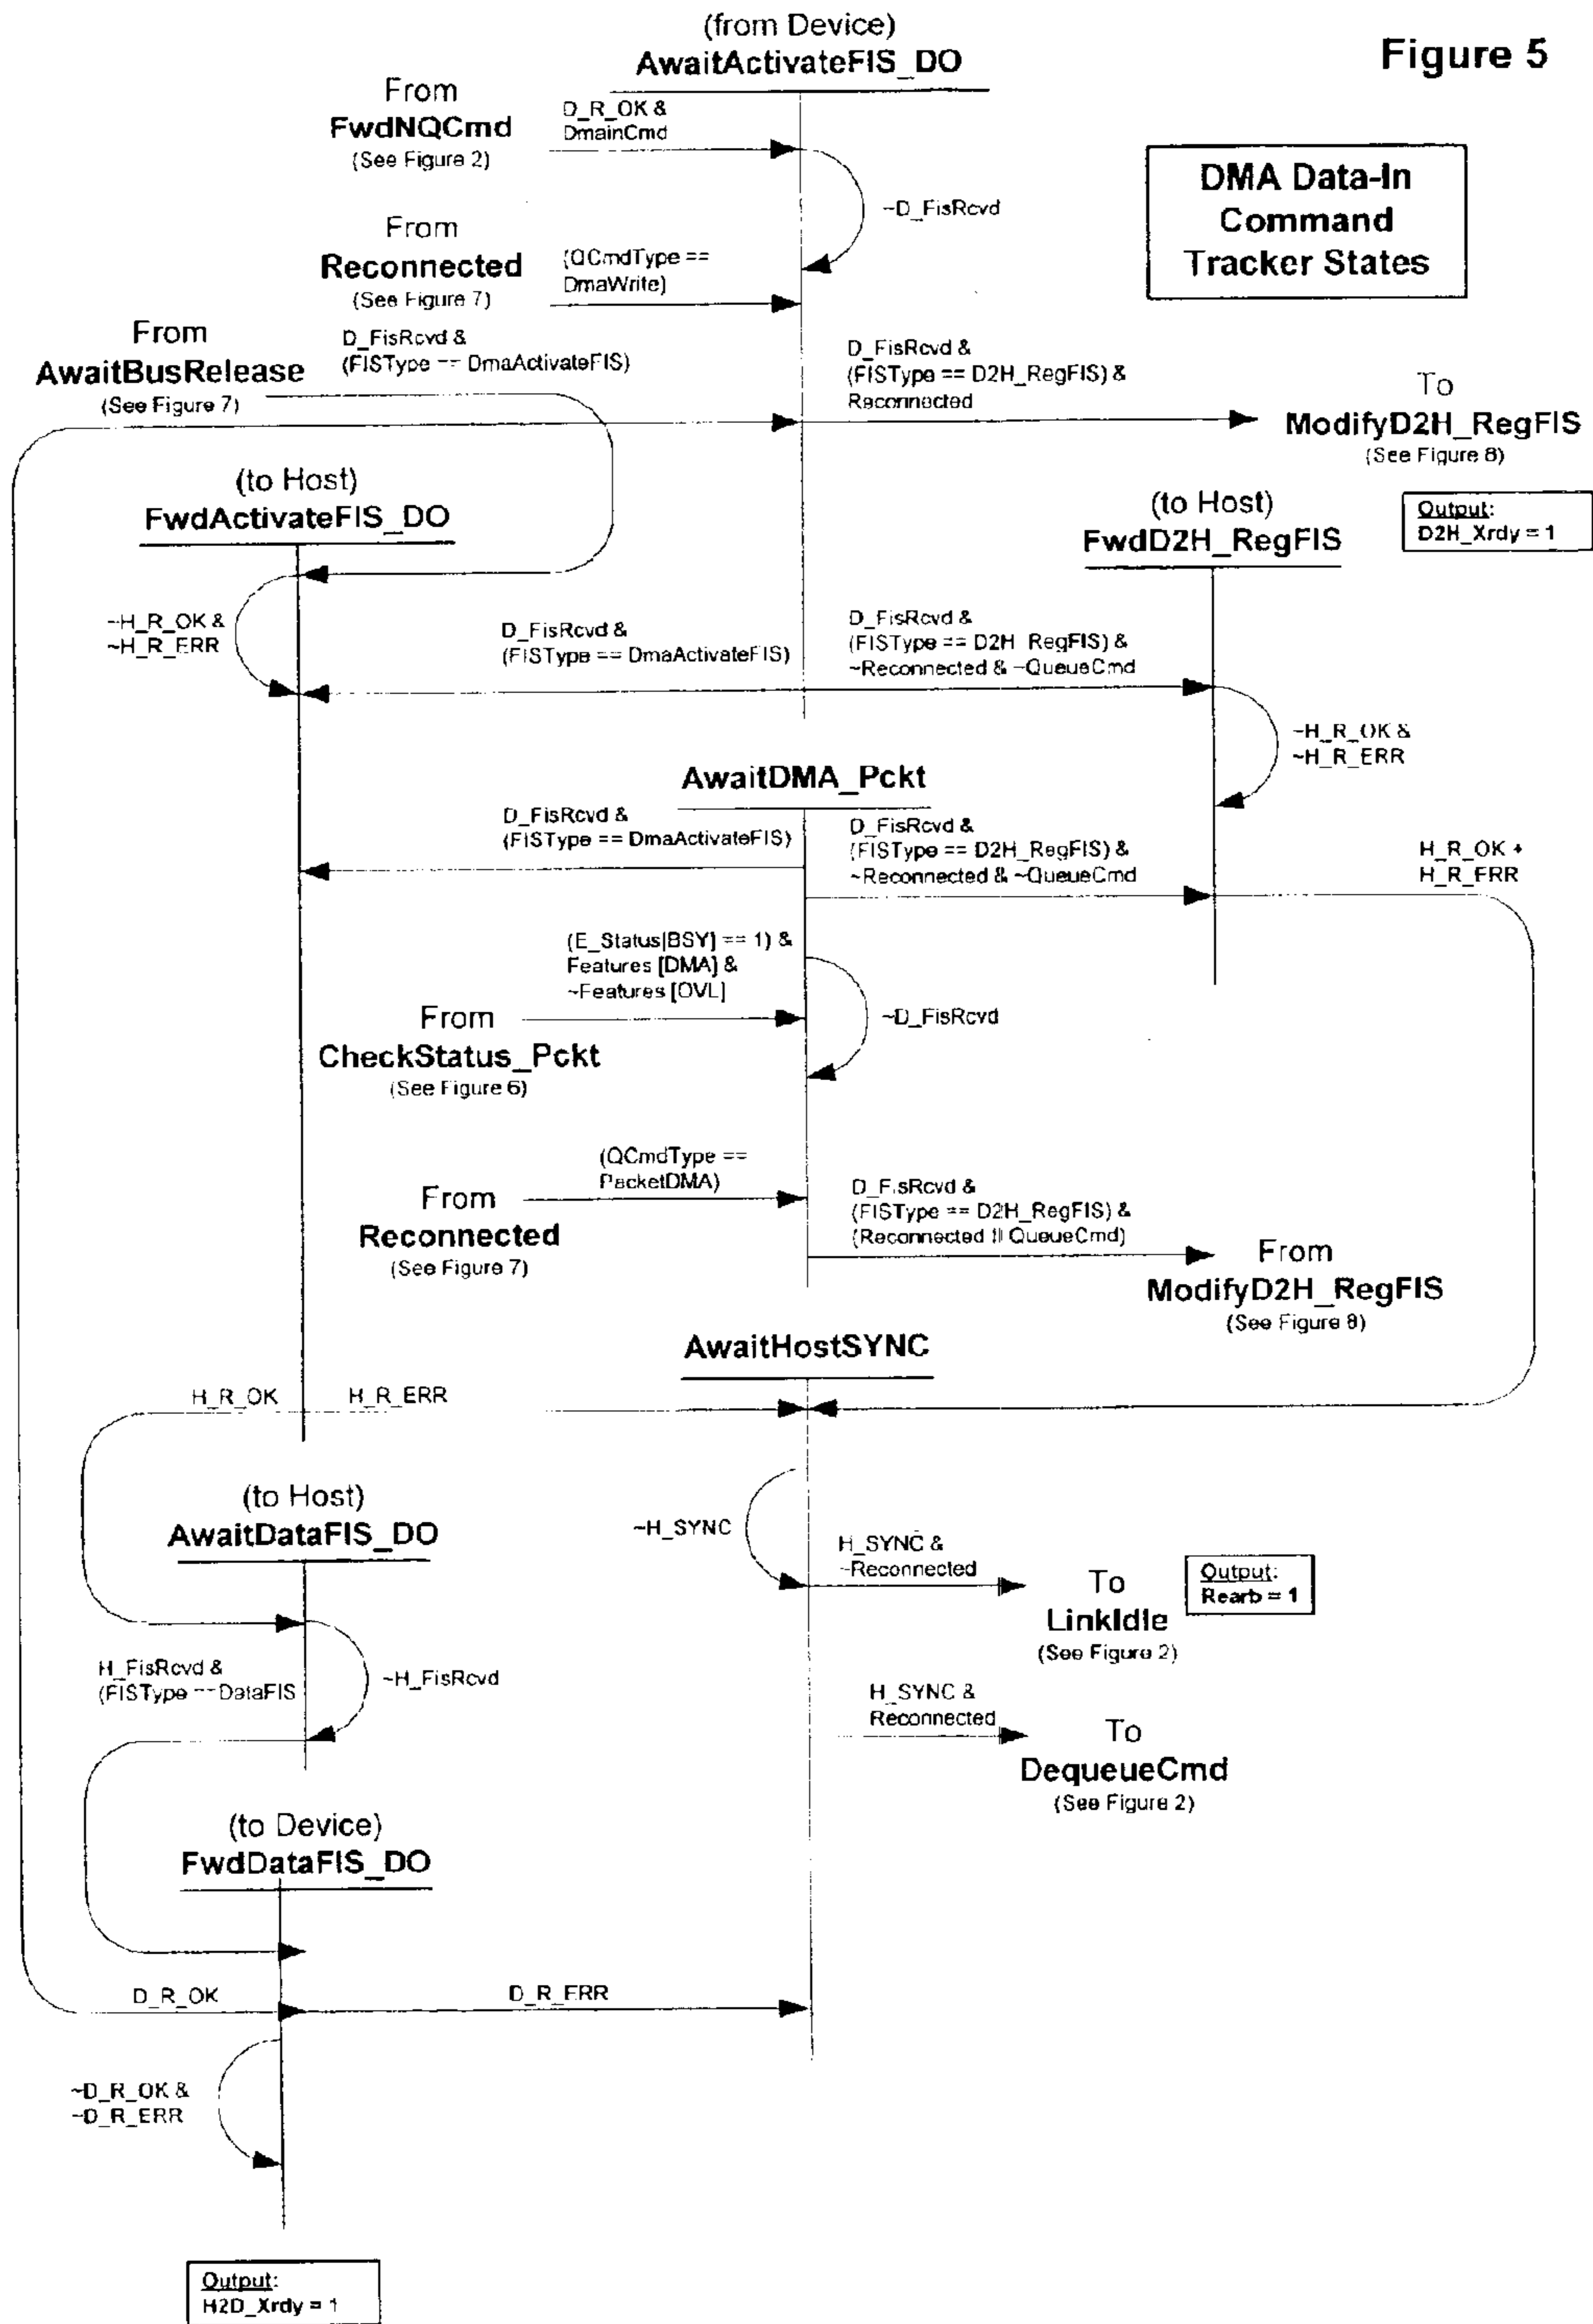 Figure 5
(from Device)
AwaitActivateFIS_DO
From
FwdNQCmd
(See Figure 2)
D_R_OK &
DmainCmd
~D_FisRcvd
DMA Data-In
Command
Tracker States
From
Reconnected
(See Figure 7)
(QCmdType ==
DmaWrite)
From
AwaitBusRelease
(See Figure 7)
D_FisRcvd &
(FISType == DmaActivateFIS)
D_FisRcvd &
(FISType == D2H_RegFIS) &
Reconnected
To
ModifyD2H_RegFIS
(See Figure 8)
(to Host)
FwdActivateFIS_DO
(to Host)
FwdD2H_RegFIS
Output:
D2H_Xrdy = 1
~H_R_OK &
~H_R_ERR
D_FisRcvd &
(FISType == DmaActivateFIS)
D_FisRcvd &
(FISType == D2H_RegFIS) &
~Reconnected & ~QueueCmd
~H_R_OK &
~H_R_ERR
AwaitDMA_Pckt
D_FisRcvd &
(FISType == DmaActivateFIS)
D_FisRcvd &
(FISType == D2H_RegFIS) &
~Reconnected & ~QueueCmd
H_R_OK +
H_R_ERR
(E_Status[BSY] == 1) &
Features [DMA] &
~Features [OVL]
From
CheckStatus_Pckt
(See Figure 6)
~D_FisRcvd
(QCmdType ==
PacketDMA)
From
Reconnected
(See Figure 7)
D_FisRcvd &
(FISType == D2H_RegFIS) &
(Reconnected || QueueCmd)
From
ModifyD2H_RegFIS
(See Figure 8)
AwaitHostSYNC
H_R_OK
H_R_ERR
(to Host)
AwaitDataFIS_DO
~H_SYNC
H_SYNC &
~Reconnected
To
LinkIdle
(See Figure 2)
Output:
Rearb = 1
H_FisRcvd &
(FISType == DataFIS
~H_FisRcvd
H_SYNC &
Reconnected
To
DequeueCmd
(See Figure 2)
(to Device)
FwdDataFIS_DO
D_R_OK
D_R_ERR
~D_R_OK &
~D_R_ERR
Output:
H2D_Xrdy = 1